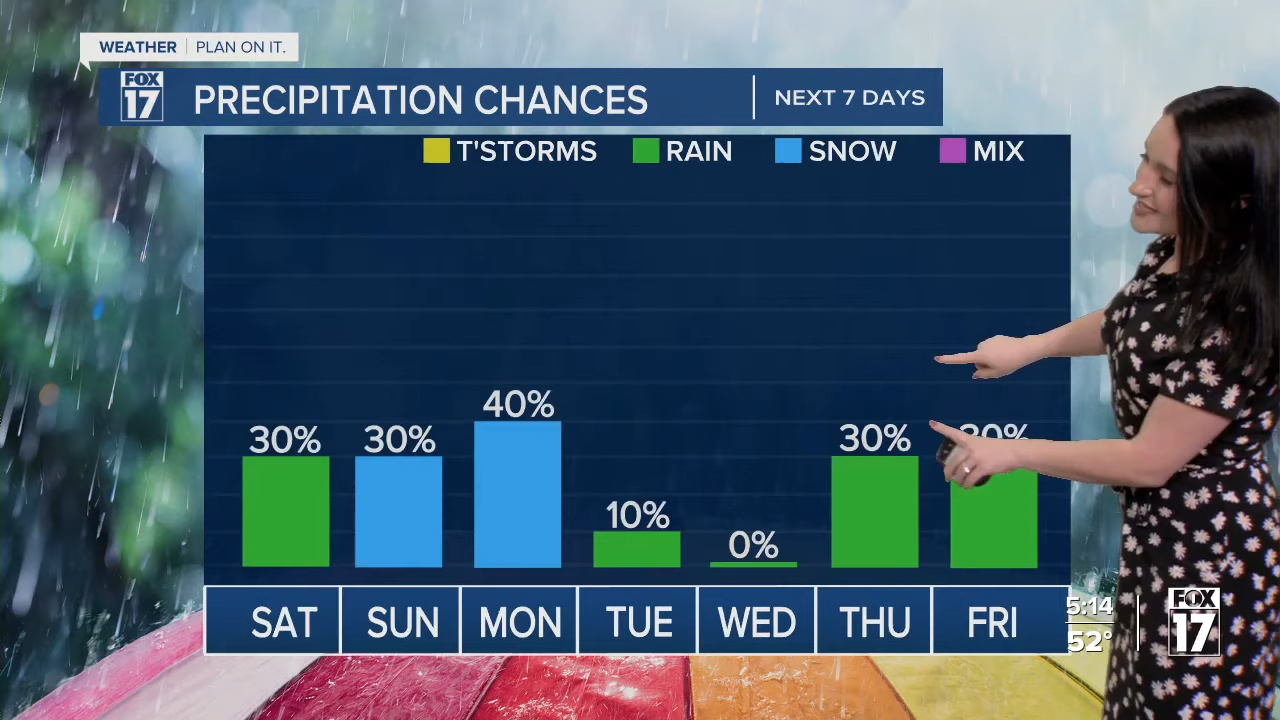 WEATHER | PLAN ON IT.
FOX
17
PRECIPITATION CHANCES
NEXT 7 DAYS
T'STORMS RAIN SNOW MIX
40%
30% 30% 30% 30%
10%
0%
SAT SUN MON TUE WED THU FRI
5:14
52°
FOX
17